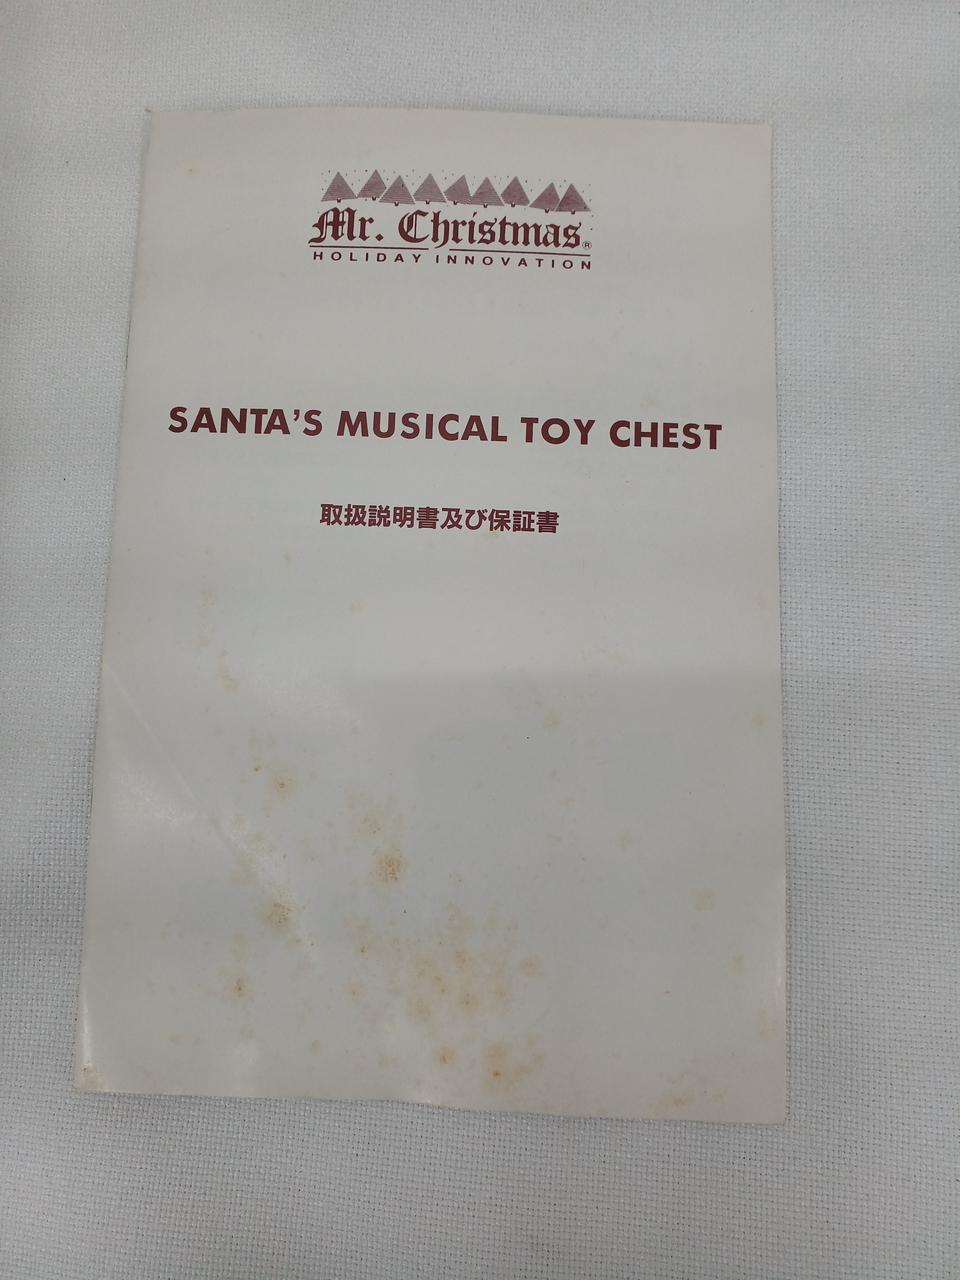 Mr. Christmas®
HOLIDAY INNOVATION
SANTA'S MUSICAL TOY CHEST
取扱説明書及び保証書